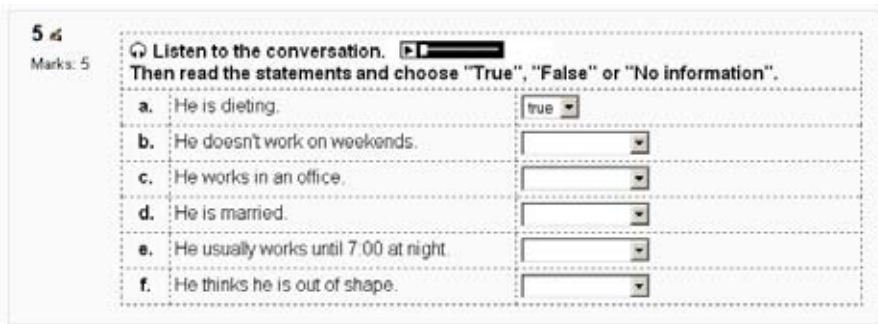 5
Marks: 5
Listen to the conversation.
Then read the statements and choose "True", "False" or "No information".
a. He is dieting. true
b. He doesn't work on weekends.
c. He works in an office.
d. He is married.
e. He usually works until 7:00 at night.
f. He thinks he is out of shape.